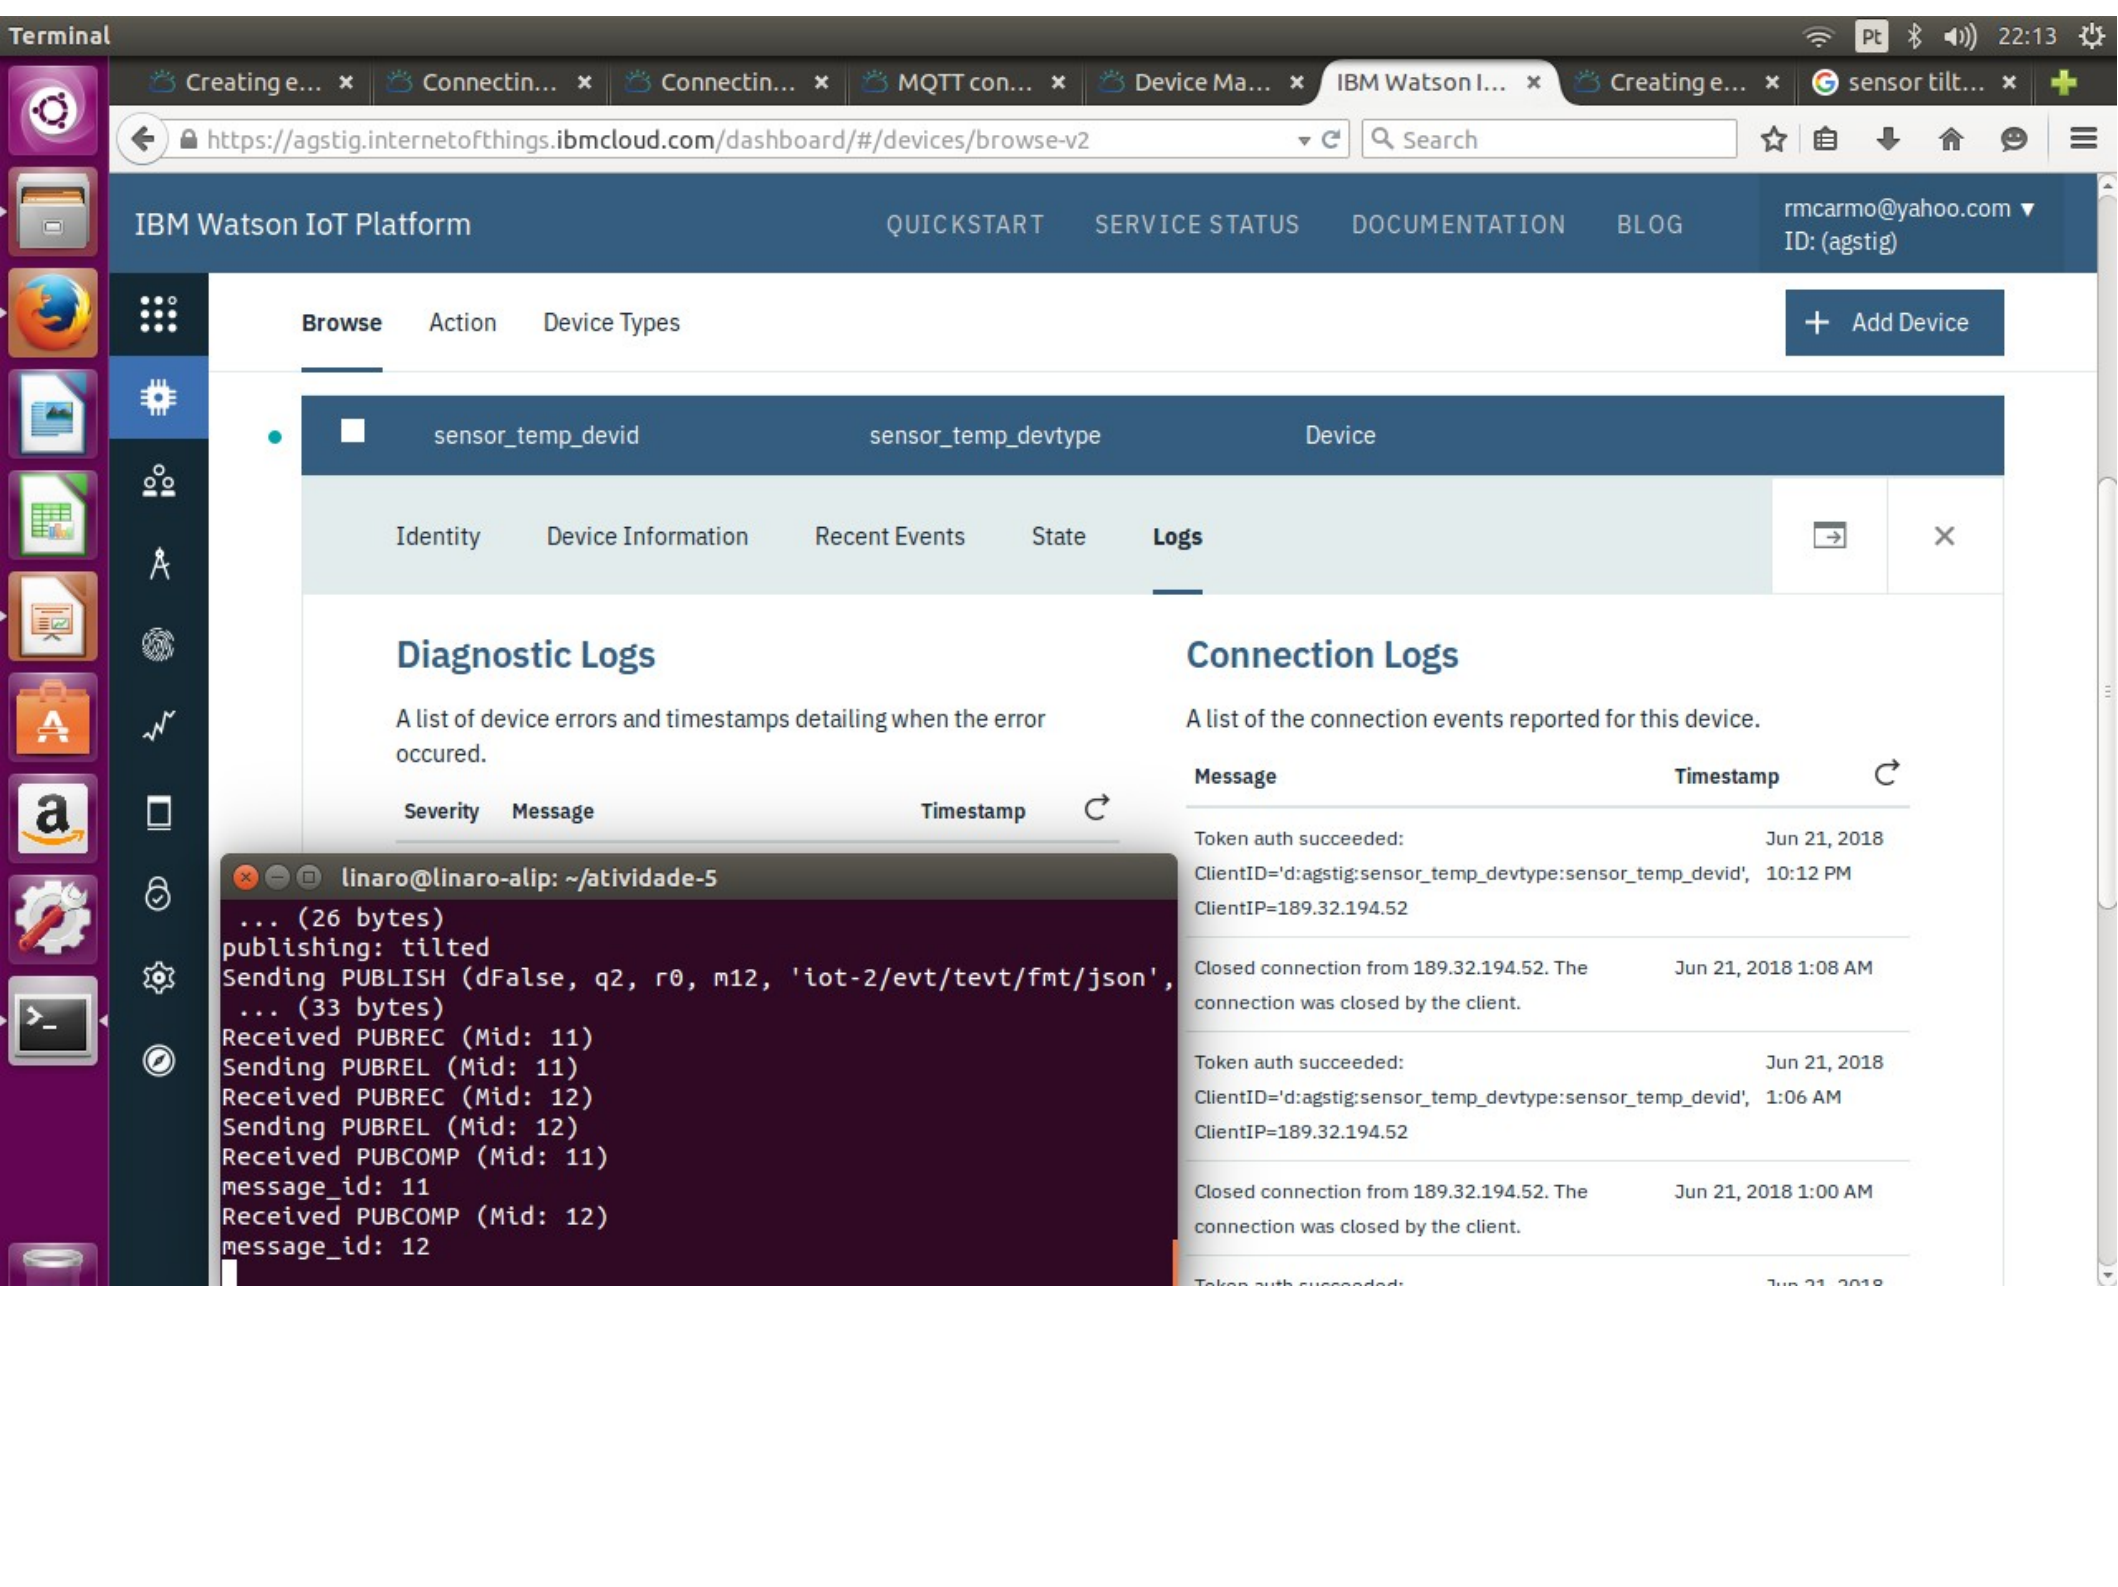 Terminal
Pt
22:13
Creating e...
Connectin...
Connectin...
MQTT con...
Device Ma...
IBM Watson I...
Creating e...
sensor tilt...
https://agstig.internetofthings.ibmcloud.com/dashboard/#/devices/browse-v2
Search
IBM Watson IoT Platform
QUICKSTART
SERVICE STATUS
DOCUMENTATION
BLOG
rmcarmo@yahoo.com ▼
ID: (agstig)
Browse
Action
Device Types
+ Add Device
sensor_temp_devid
sensor_temp_devtype
Device
Identity
Device Information
Recent Events
State
Logs
Diagnostic Logs
A list of device errors and timestamps detailing when the error
occured.
Severity
Message
Timestamp
Connection Logs
A list of the connection events reported for this device.
Message
Timestamp
Token auth succeeded:
Jun 21, 2018
ClientID='d:agstig:sensor_temp_devtype:sensor_temp_devid',
10:12 PM
ClientIP=189.32.194.52
Closed connection from 189.32.194.52. The
Jun 21, 2018 1:08 AM
connection was closed by the client.
Token auth succeeded:
Jun 21, 2018
ClientID='d:agstig:sensor_temp_devtype:sensor_temp_devid',
1:06 AM
ClientIP=189.32.194.52
Closed connection from 189.32.194.52. The
Jun 21, 2018 1:00 AM
connection was closed by the client.
Token auth succeeded:
Jun 21, 2018
linaro@linaro-alip: ~/atividade-5
... (26 bytes)
publishing: tilted
Sending PUBLISH (dFalse, q2, r0, m12, 'iot-2/evt/tevt/fmt/json',
... (33 bytes)
Received PUBREC (Mid: 11)
Sending PUBREL (Mid: 11)
Received PUBREC (Mid: 12)
Sending PUBREL (Mid: 12)
Received PUBCOMP (Mid: 11)
message_id: 11
Received PUBCOMP (Mid: 12)
message_id: 12